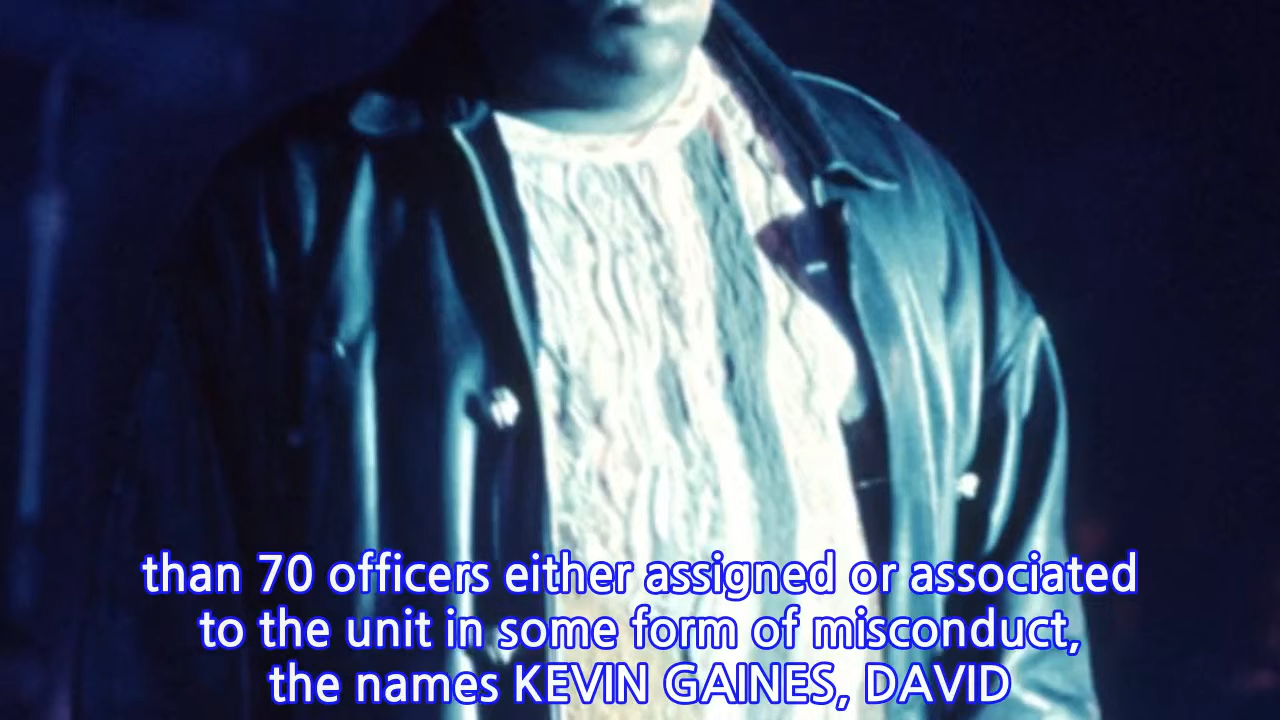 than 70 officers either assigned or associated
to the unit in some form of misconduct,
the names KEVIN GAINES, DAVID